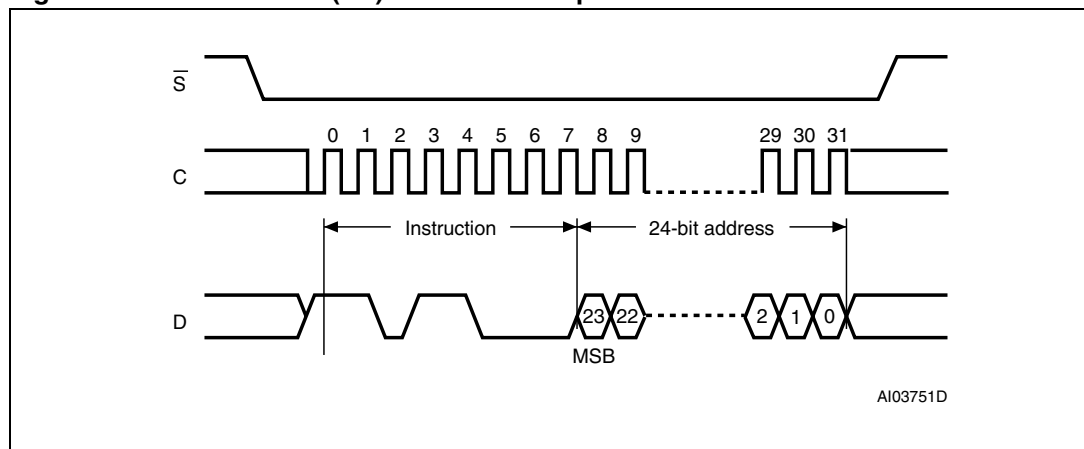 S
0 1 2 3 4 5 6 7 8 9 29 30 31
C
Instruction 24-bit address
D 23 22 2 1 0
MSB
AI03751D